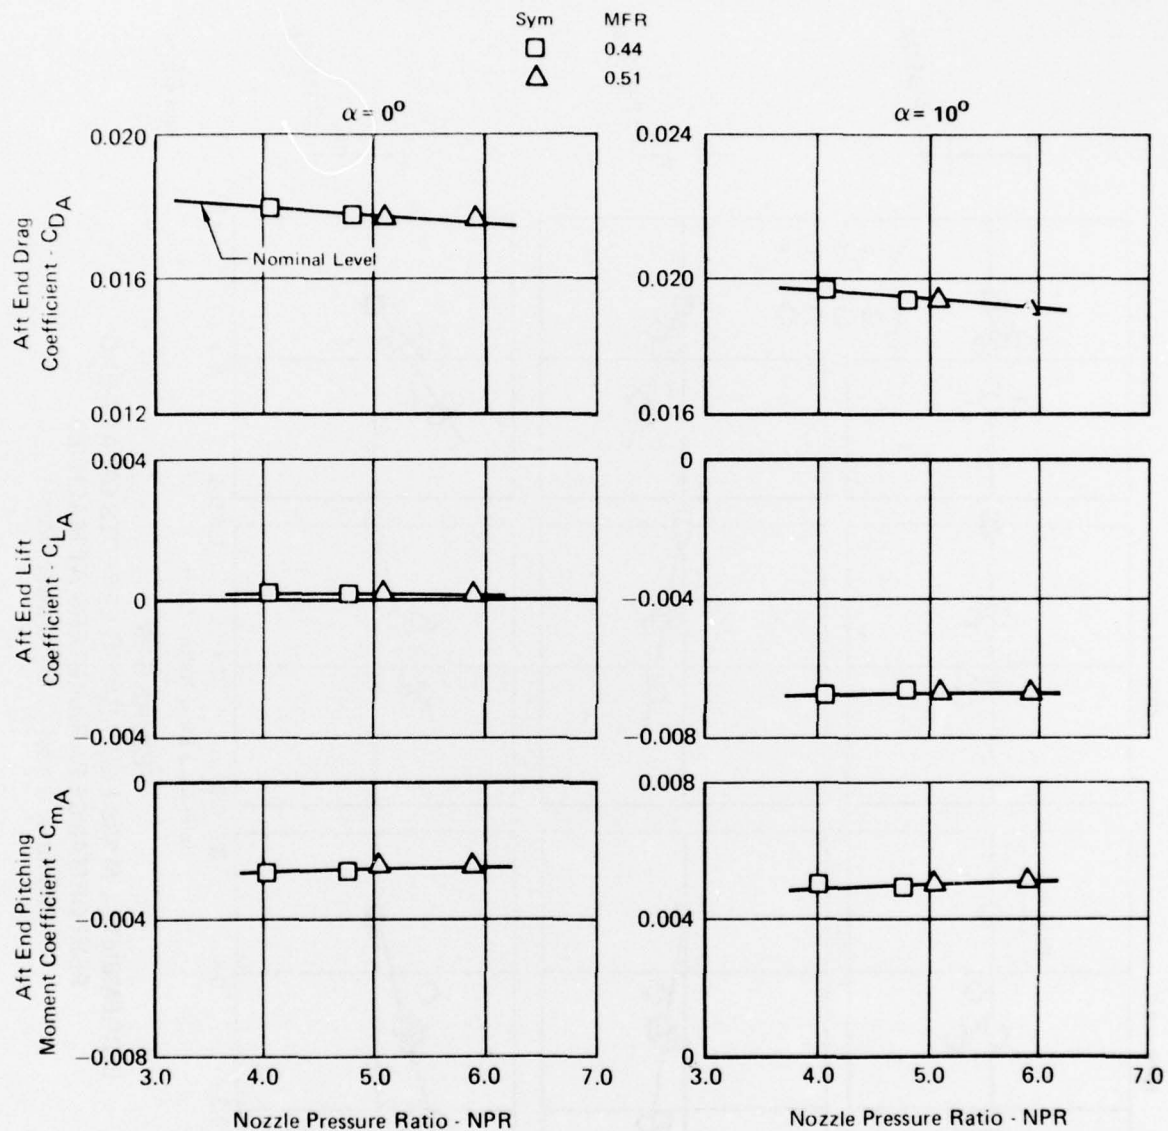 Sym MFR
0.44
0.51
α = 0°
α = 10°
Aft End Drag
Coefficient - C_DA
0.020
0.016
0.012
Nominal Level
0.024
0.020
0.016
Aft End Lift
Coefficient - C_LA
0.004
0
−0.004
0
−0.004
−0.008
Aft End Pitching
Moment Coefficient - C_mA
0
−0.004
−0.008
0.008
0.004
0
3.0 4.0 5.0 6.0 7.0
3.0 4.0 5.0 6.0 7.0
Nozzle Pressure Ratio - NPR
Nozzle Pressure Ratio - NPR